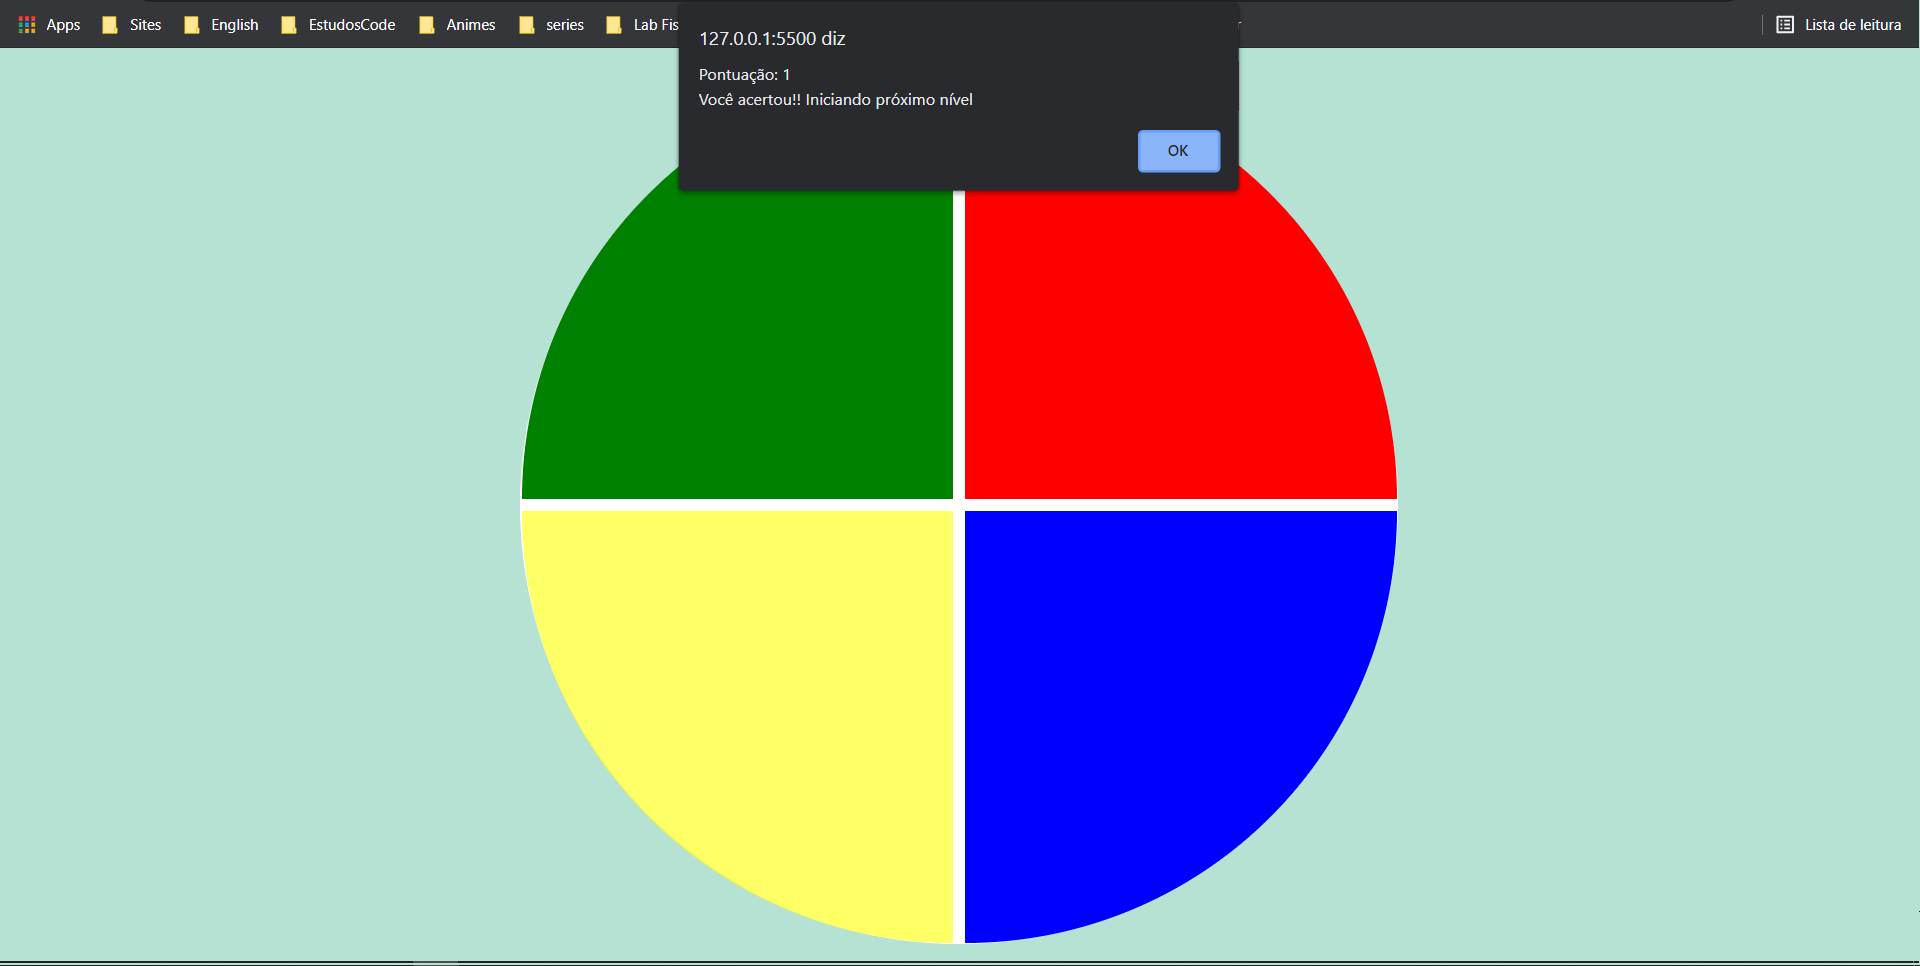 Apps Sites English EstudosCode Animes series Lab Fis Lista de leitura
127.0.0.1:5500 diz
Pontuação: 1
Você acertou!! Iniciando próximo nível
OK